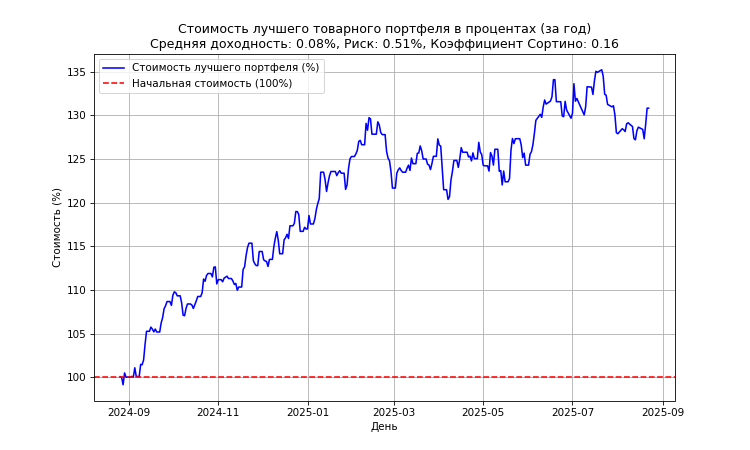 Стоимость лучшего товарного портфеля в процентах (за год)
Средняя доходность: 0.08%, Риск: 0.51%, Коэффициент Сортино: 0.16
Стоимость лучшего портфеля (%)
Начальная стоимость (100%)
Стоимость (%)
135
130
125
120
115
110
105
100
2024-09
2024-11
2025-01
2025-03
2025-05
2025-07
2025-09
День